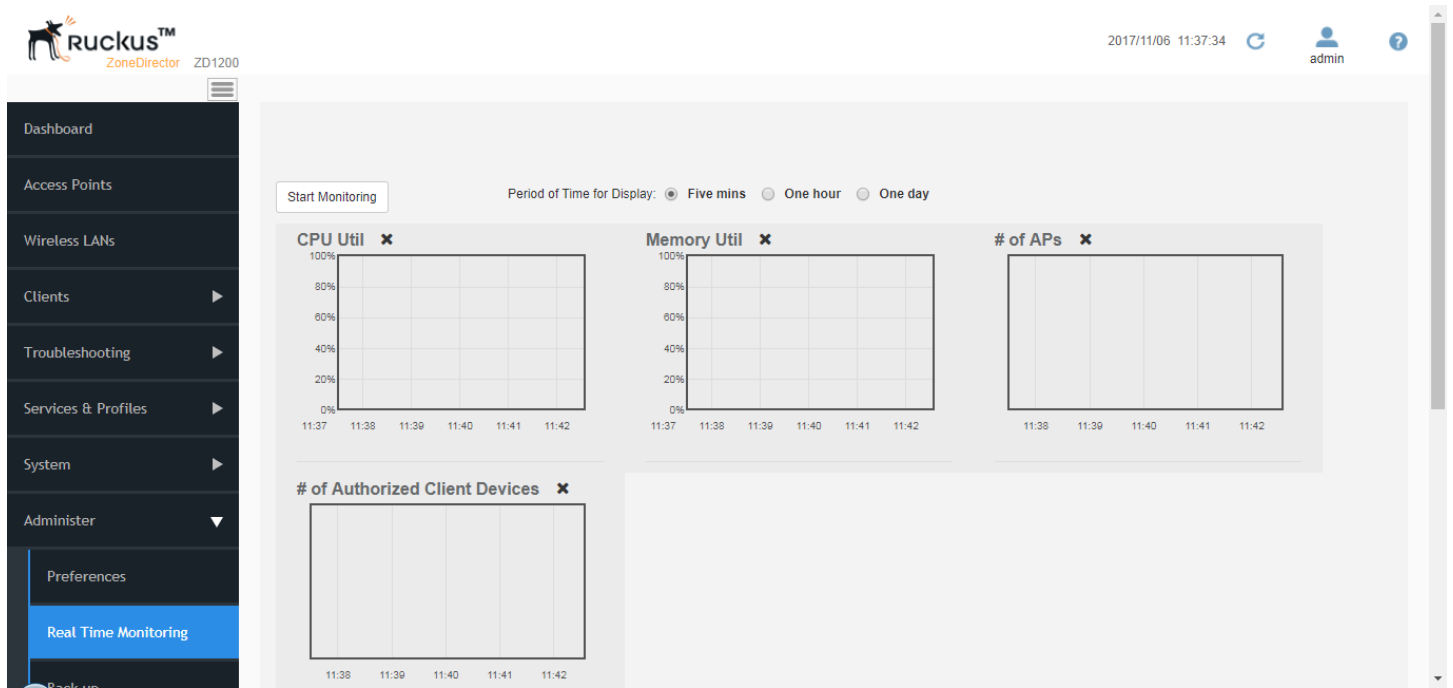 RUCKUS™
ZoneDirector ZD1200
2017/11/06 11:37:34
admin
?
Dashboard
Access Points
Wireless LANs
Clients
Troubleshooting
Services & Profiles
System
Administer
Preferences
Real Time Monitoring
Back up
Start Monitoring
Period of Time for Display: Five mins One hour One day
CPU Util
100%
80%
60%
40%
20%
0%
11:37 11:38 11:39 11:40 11:41 11:42
Memory Util
100%
80%
60%
40%
20%
0%
11:37 11:38 11:39 11:40 11:41 11:42
# of APs
11:38 11:39 11:40 11:41 11:42
# of Authorized Client Devices
11:38 11:39 11:40 11:41 11:42